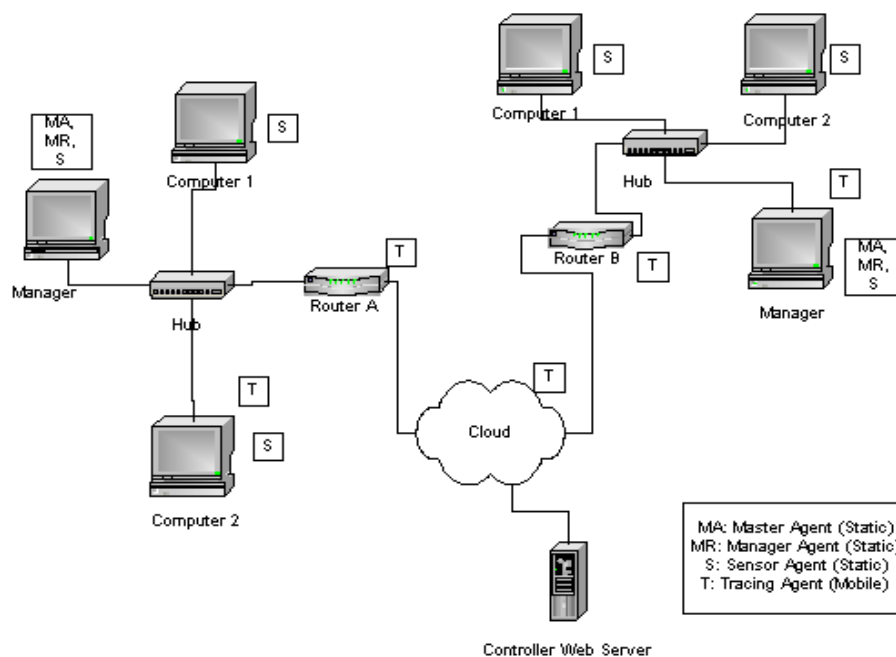 S
S
Computer 1
Computer 2
MA,
MR,
S
S
Computer 1
Hub
T
Manager
Hub
T
Router A
Router B
T
MA,
MR,
S
Manager
T
T
S
Cloud
Computer 2
MA: Master Agent (Static)
MR: Manager Agent (Static)
S: Sensor Agent (Static)
T: Tracing Agent (Mobile)
Controller Web Server